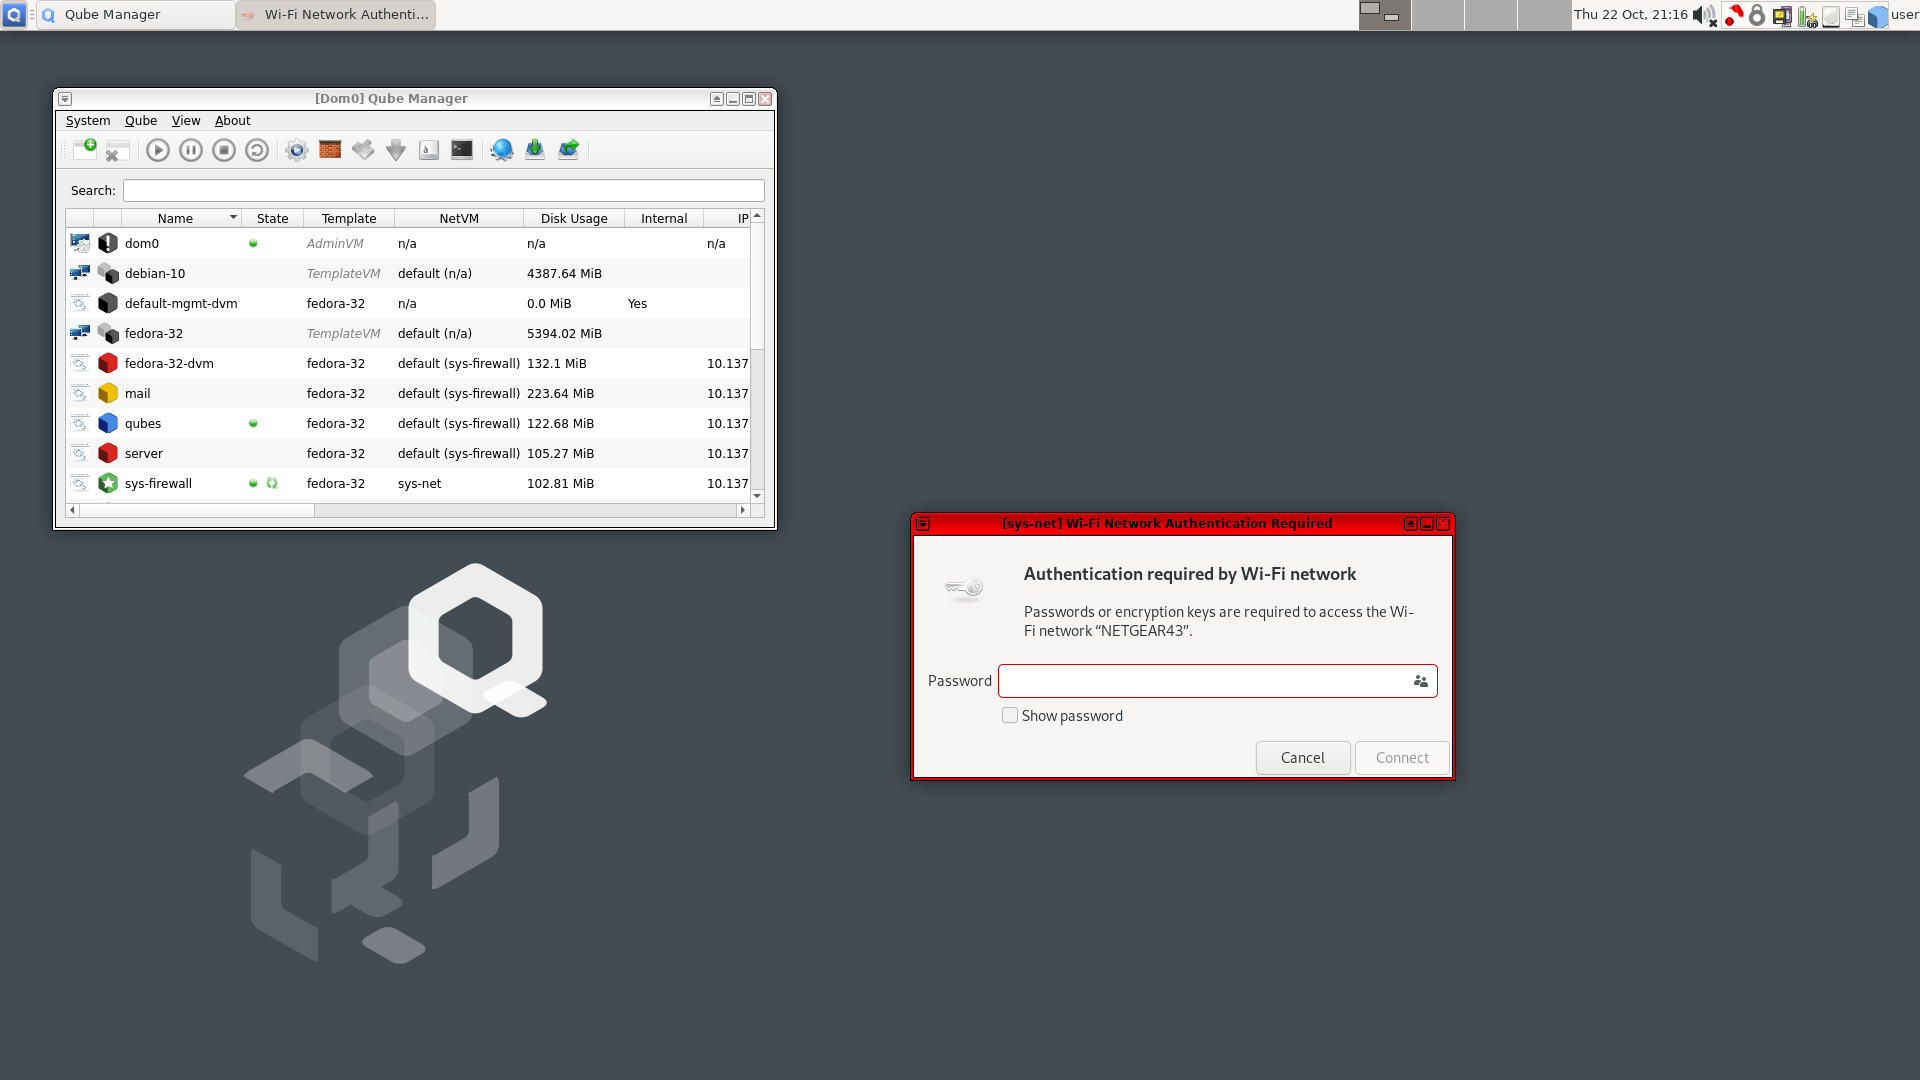 Qube Manager
Wi-Fi Network Authenti...
Thu 22 Oct, 21:16
user
[Dom0] Qube Manager
System Qube View About
Search:
Name State Template NetVM Disk Usage Internal IP
dom0 AdminVM n/a n/a n/a
debian-10 TemplateVM default (n/a) 4387.64 MiB
default-mgmt-dvm fedora-32 n/a 0.0 MiB Yes
fedora-32 TemplateVM default (n/a) 5394.02 MiB
fedora-32-dvm fedora-32 default (sys-firewall) 132.1 MiB 10.137
mail fedora-32 default (sys-firewall) 223.64 MiB 10.137
qubes fedora-32 default (sys-firewall) 122.68 MiB 10.137
server fedora-32 default (sys-firewall) 105.27 MiB 10.137
sys-firewall fedora-32 sys-net 102.81 MiB 10.137
[sys-net] Wi-Fi Network Authentication Required
Authentication required by Wi-Fi network
Passwords or encryption keys are required to access the Wi-
Fi network “NETGEAR43”.
Password
Show password
Cancel Connect